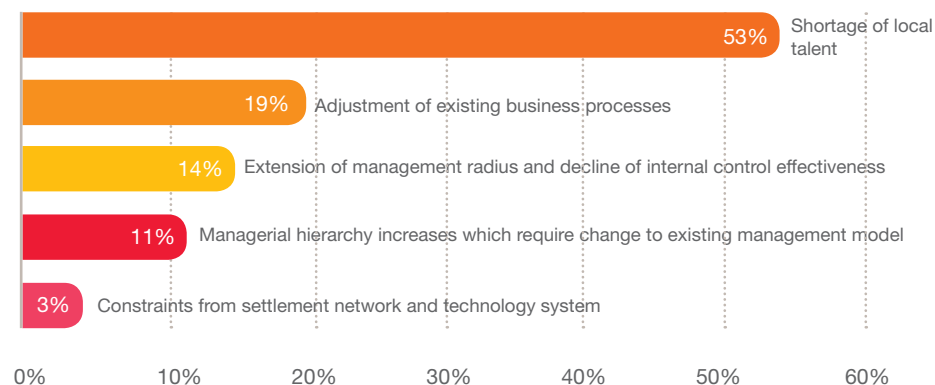 53%
Shortage of local
talent
19%
Adjustment of existing business processes
14%
Extension of management radius and decline of internal control effectiveness
11%
Managerial hierarchy increases which require change to existing management model
3%
Constraints from settlement network and technology system
0% 10% 20% 30% 40% 50% 60%